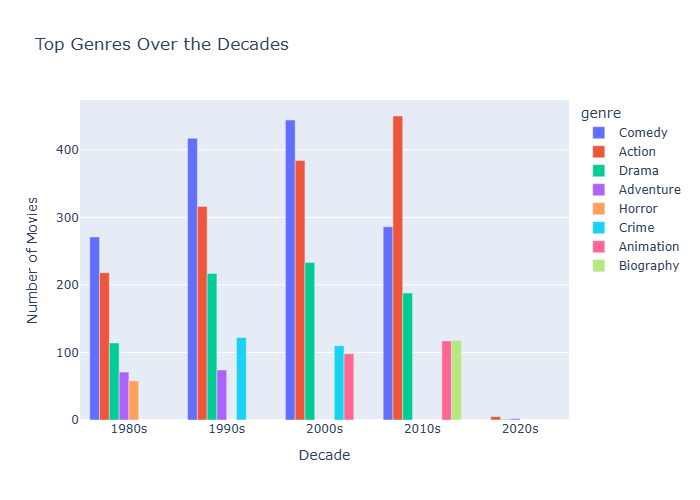 Top Genres Over the Decades
genre
Comedy
Action
Drama
Adventure
Horror
Crime
Animation
Biography
Number of Movies
400
300
200
100
0
1980s
1990s
2000s
2010s
2020s
Decade